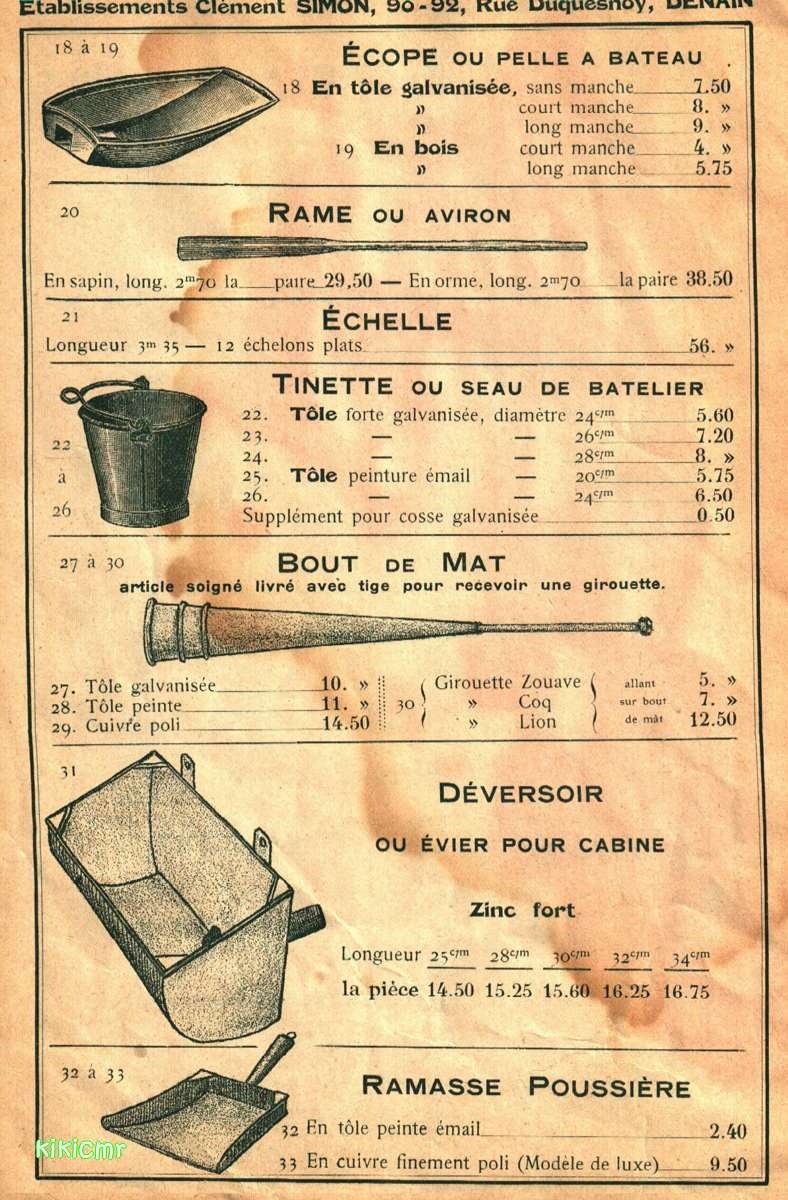 Etablissements Clément SIMON, 90-92, Rue Duquesnoy, DENAIN
18 à 19
ÉCOPE OU PELLE A BATEAU
18 En tôle galvanisée, sans manche 7.50
» court manche 8. »
» long manche 9. »
19 En bois court manche 4. »
» long manche 5.75
20
RAME OU AVIRON
En sapin, long. 2m70 la paire 29,50 — En orme, long. 2m70 la paire 38.50
21
ÉCHELLE
Longueur 3m 35 — 12 échelons plats 56. »
TINETTE OU SEAU DE BATELIER
22 à 26
22. Tôle forte galvanisée, diamètre 24c/m 5.60
23. — — 26c/m 7.20
24. — — 28c/m 8. »
25. Tôle peinture émail — 20c/m 5.75
26. — — 24c/m 6.50
Supplément pour cosse galvanisée 0.50
27 à 30
BOUT DE MAT
article soigné livré avec tige pour recevoir une girouette.
27. Tôle galvanisée 10. »
28. Tôle peinte 11. »
29. Cuivre poli 14.50
30 Girouette Zouave allant 5. »
» Coq sur bout 7. »
» Lion de mât 12.50
31
DÉVERSOIR
OU ÉVIER POUR CABINE
Zinc fort
Longueur 25c/m 28c/m 30c/m 32c/m 34c/m
la pièce 14.50 15.25 15.60 16.25 16.75
32 à 33
RAMASSE POUSSIÈRE
32 En tôle peinte émail 2.40
33 En cuivre finement poli (Modèle de luxe) 9.50
kikicmr